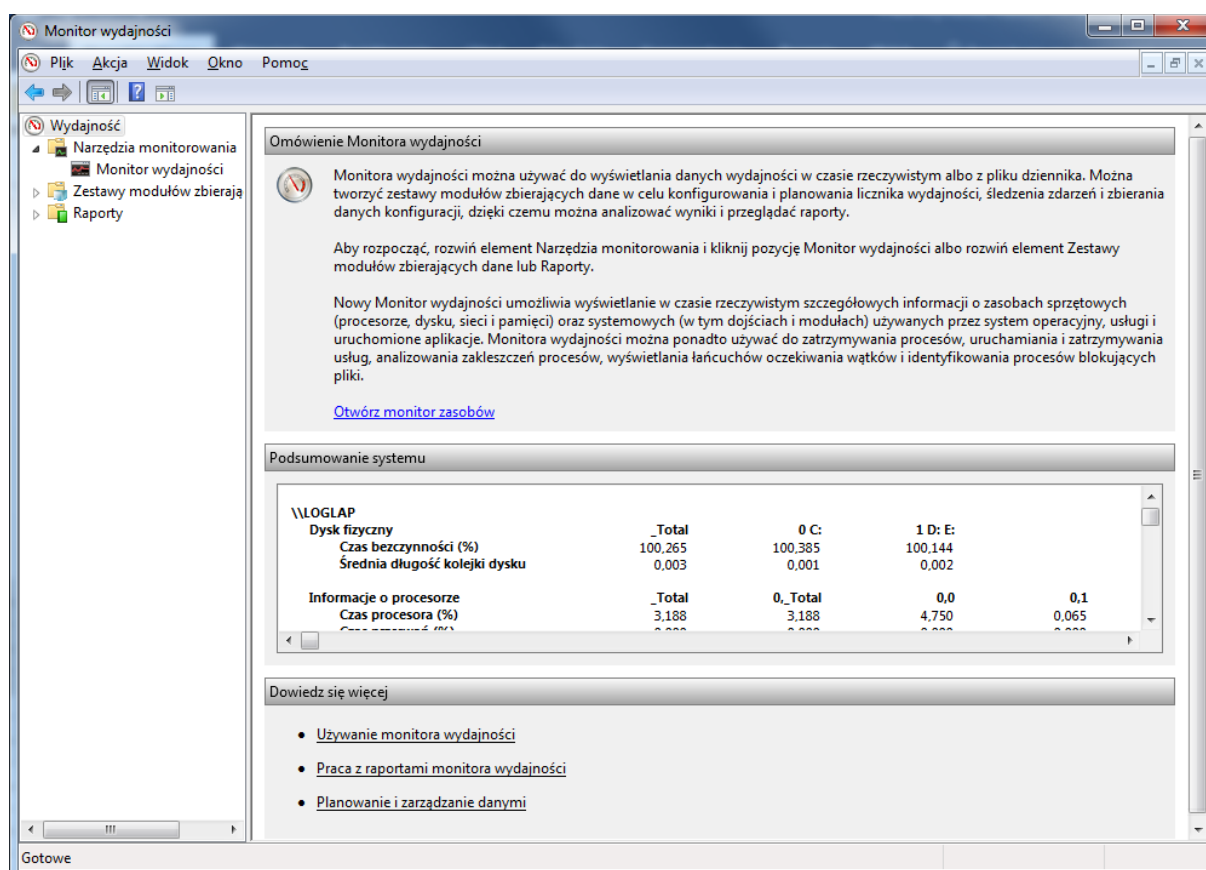 Monitor wydajności
Plik Akcja Widok Okno Pomoc
Wydajność
Narzędzia monitorowania
Monitor wydajności
Zestawy modułów zbierają
Raporty
Omówienie Monitora wydajności
Monitora wydajności można używać do wyświetlania danych wydajności w czasie rzeczywistym albo z pliku dziennika. Można
tworzyć zestawy modułów zbierających dane w celu konfigurowania i planowania licznika wydajności, śledzenia zdarzeń i zbierania
danych konfiguracji, dzięki czemu można analizować wyniki i przeglądać raporty.
Aby rozpocząć, rozwiń element Narzędzia monitorowania i kliknij pozycję Monitor wydajności albo rozwiń element Zestawy
modułów zbierających dane lub Raporty.
Nowy Monitor wydajności umożliwia wyświetlanie w czasie rzeczywistym szczegółowych informacji o zasobach sprzętowych
(procesorze, dysku, sieci i pamięci) oraz systemowych (w tym dojściach i modułach) używanych przez system operacyjny, usługi i
uruchomione aplikacje. Monitora wydajności można ponadto używać do zatrzymywania procesów, uruchamiania i zatrzymywania
usług, analizowania zakleszczeń procesów, wyświetlania łańcuchów oczekiwania wątków i identyfikowania procesów blokujących
pliki.
Otwórz monitor zasobów
Podsumowanie systemu
\\LOGLAP
Dysk fizyczny _Total 0 C: 1 D: E:
Czas bezczynności (%) 100,265 100,385 100,144
Średnia długość kolejki dysku 0,003 0,001 0,002
Informacje o procesorze _Total 0,_Total 0,0 0,1
Czas procesora (%) 3,188 3,188 4,750 0,065
Dowiedz się więcej
• Używanie monitora wydajności
• Praca z raportami monitora wydajności
• Planowanie i zarządzanie danymi
Gotowe